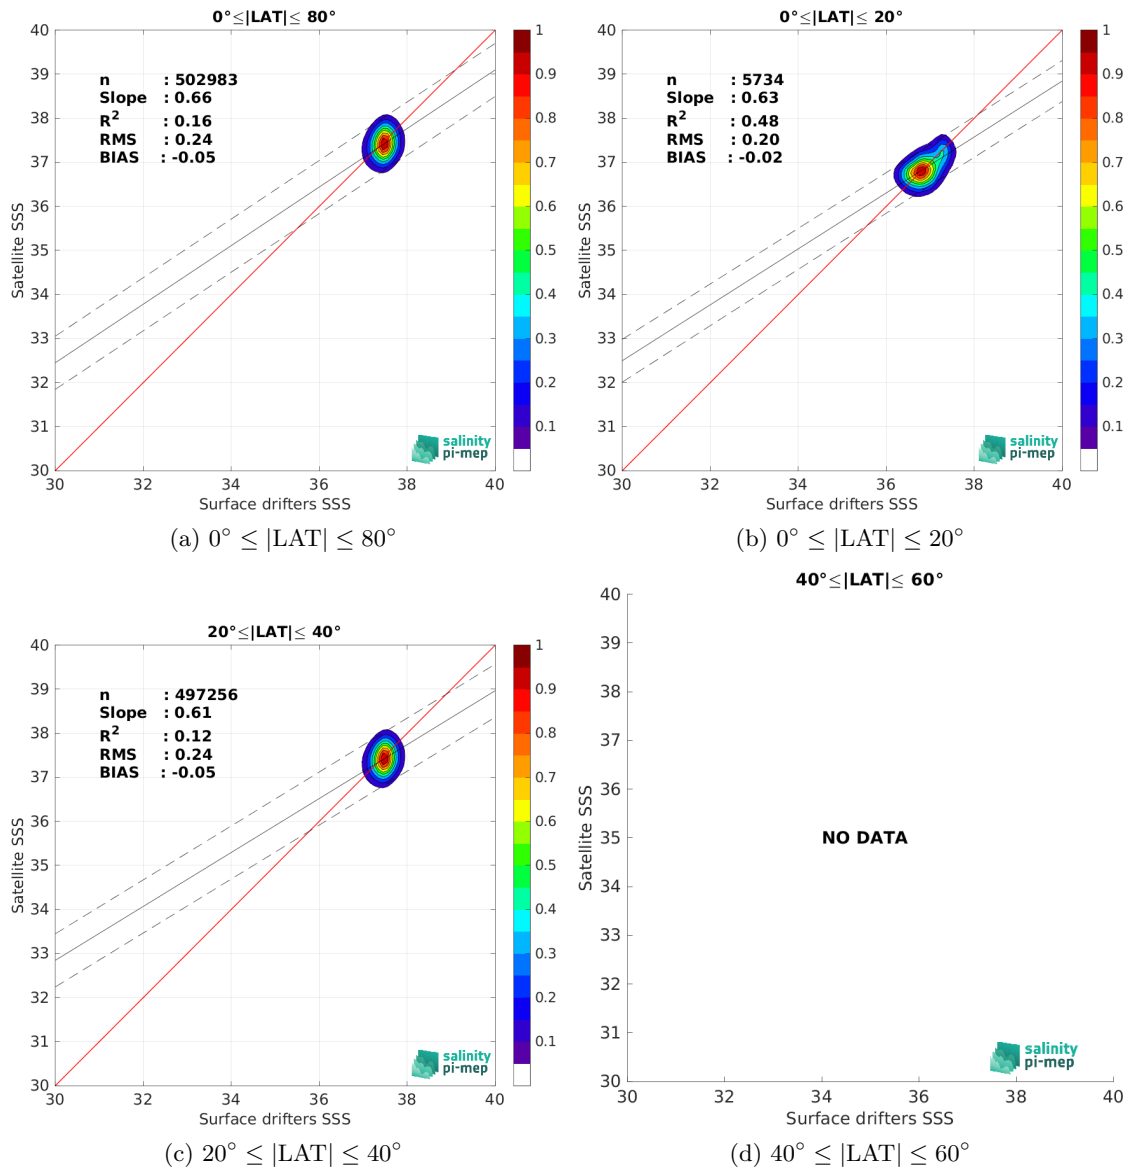 0°≤|LAT|≤ 80°
40
39
38
37
36
35
34
33
32
31
30
Satellite SSS
n : 502983
Slope : 0.66
R² : 0.16
RMS : 0.24
BIAS : -0.05
1
0.9
0.8
0.7
0.6
0.5
0.4
0.3
0.2
0.1
salinity
pi-mep
30 32 34 36 38 40
Surface drifters SSS
(a) 0° ≤ |LAT| ≤ 80°
0°≤|LAT|≤ 20°
40
39
38
37
36
35
34
33
32
31
30
Satellite SSS
n : 5734
Slope : 0.63
R² : 0.48
RMS : 0.20
BIAS : -0.02
1
0.9
0.8
0.7
0.6
0.5
0.4
0.3
0.2
0.1
salinity
pi-mep
30 32 34 36 38 40
Surface drifters SSS
(b) 0° ≤ |LAT| ≤ 20°
20°≤|LAT|≤ 40°
40
39
38
37
36
35
34
33
32
31
30
Satellite SSS
n : 497256
Slope : 0.61
R² : 0.12
RMS : 0.24
BIAS : -0.05
1
0.9
0.8
0.7
0.6
0.5
0.4
0.3
0.2
0.1
salinity
pi-mep
30 32 34 36 38 40
Surface drifters SSS
(c) 20° ≤ |LAT| ≤ 40°
40°≤|LAT|≤ 60°
40
39
38
37
36
35
34
33
32
31
30
Satellite SSS
NO DATA
salinity
pi-mep
30 32 34 36 38 40
Surface drifters SSS
(d) 40° ≤ |LAT| ≤ 60°